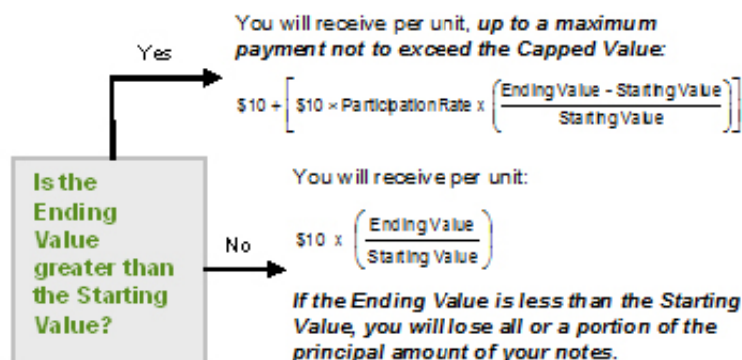 You will receive per unit, up to a maximum
payment not to exceed the Capped Value:
Yes
$10 + [ $10 × Participation Rate x ( Ending Value - Starting Value / Starting Value ) ]
Is the
Ending
Value
greater than
the Starting
Value?
You will receive per unit:
No
$10 x ( Ending Value / Starting Value )
If the Ending Value is less than the Starting
Value, you will lose all or a portion of the
principal amount of your notes.